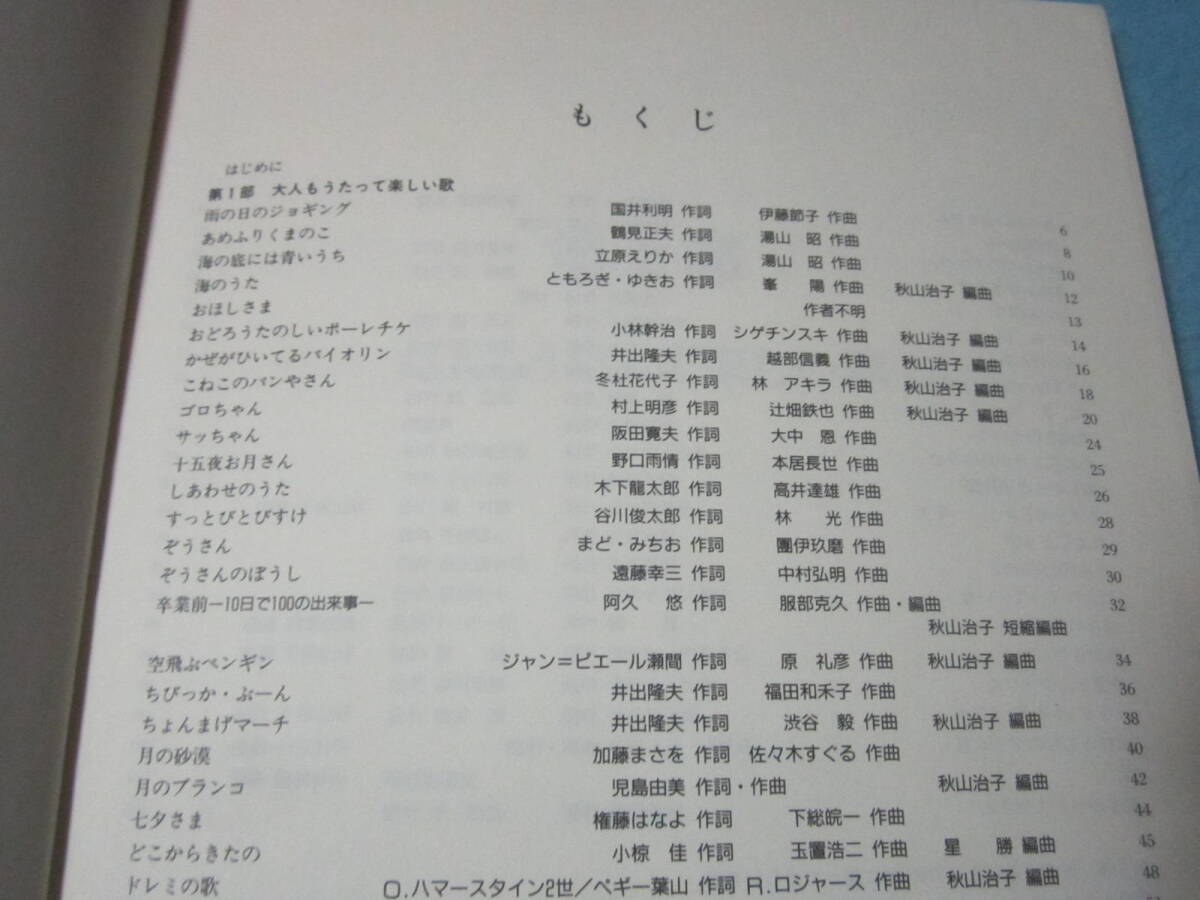 もくじ
はじめに
第1部 大人もうたって楽しい歌
雨の日のジョギング 国井利明 作詞 伊藤節子 作曲 6
あめふりくまのこ 鶴見正夫 作詞 湯山 昭 作曲 8
海の底には青いうち 立原えりか 作詞 湯山 昭 作曲 10
海のうた ともろぎ・ゆきお 作詞 峯 陽 作曲 秋山治子 編曲 12
おほしさま 作者不明 13
おどろうたのしいポーレチケ 小林幹治 作詞 シゲチンスキ 作曲 秋山治子 編曲 14
かぜがひいてるバイオリン 井出隆夫 作詞 越部信義 作曲 秋山治子 編曲 16
こねこのパンやさん 冬杜花代子 作詞 林 アキラ 作曲 秋山治子 編曲 18
ゴロちゃん 村上明彦 作詞 辻畑鉄也 作曲 秋山治子 編曲 20
サッちゃん 阪田寛夫 作詞 大中 恩 作曲 24
十五夜お月さん 野口雨情 作詞 本居長世 作曲 25
しあわせのうた 木下龍太郎 作詞 高井達雄 作曲 26
すっとびとびすけ 谷川俊太郎 作詞 林 光 作曲 28
ぞうさん まど・みちお 作詞 團伊玖磨 作曲 29
ぞうさんのぼうし 遠藤幸三 作詞 中村弘明 作曲 30
卒業前―10日で100の出来事― 阿久 悠 作詞 服部克久 作曲・編曲 32
秋山治子 短縮編曲
空飛ぶペンギン ジャン=ピエール瀬間 作詞 原 礼彦 作曲 秋山治子 編曲 34
ちびっか・ぶーん 井出隆夫 作詞 福田和禾子 作曲 36
ちょんまげマーチ 井出隆夫 作詞 渋谷 毅 作曲 秋山治子 編曲 38
月の砂漠 加藤まさを 作詞 佐々木すぐる 作曲 40
月のブランコ 児島由美 作詞・作曲 秋山治子 編曲 42
七夕さま 権藤はなよ 作詞 下総皖一 作曲 44
どこからきたの 小椋 佳 作詞 玉置浩二 作曲 星 勝 編曲 45
ドレミの歌 O.ハマースタイン2世/ペギー葉山 作詞 R.ロジャース 作曲 秋山治子 編曲 48